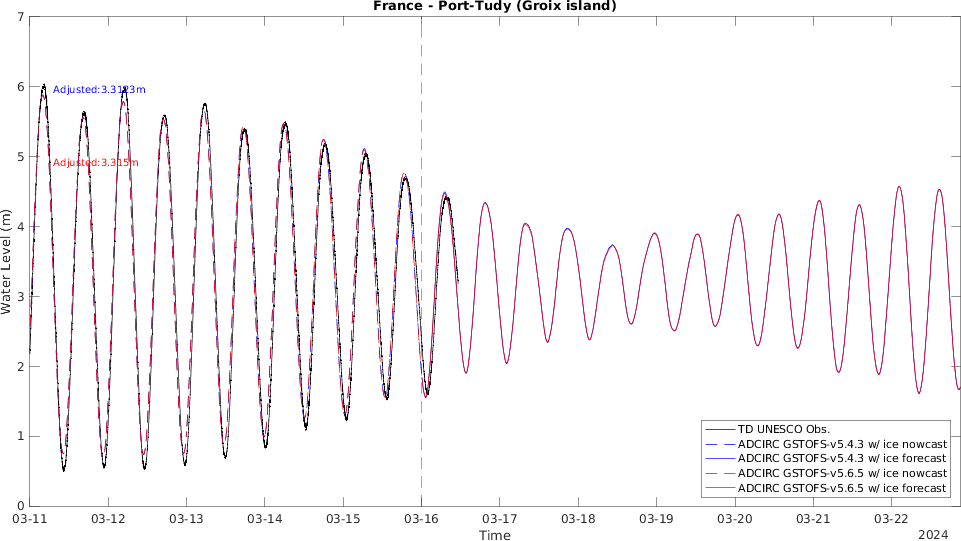 France - Port-Tudy (Groix island)
7
6
5
4
3
2
1
0
Water Level (m)
Adjusted:3.3123m
Adjusted:3.315m
TD UNESCO Obs.
ADCIRC GSTOFS-v5.4.3 w/ ice nowcast
ADCIRC GSTOFS-v5.4.3 w/ ice forecast
ADCIRC GSTOFS-v5.6.5 w/ ice nowcast
ADCIRC GSTOFS-v5.6.5 w/ ice forecast
03-11 03-12 03-13 03-14 03-15 03-16 03-17 03-18 03-19 03-20 03-21 03-22
Time
2024